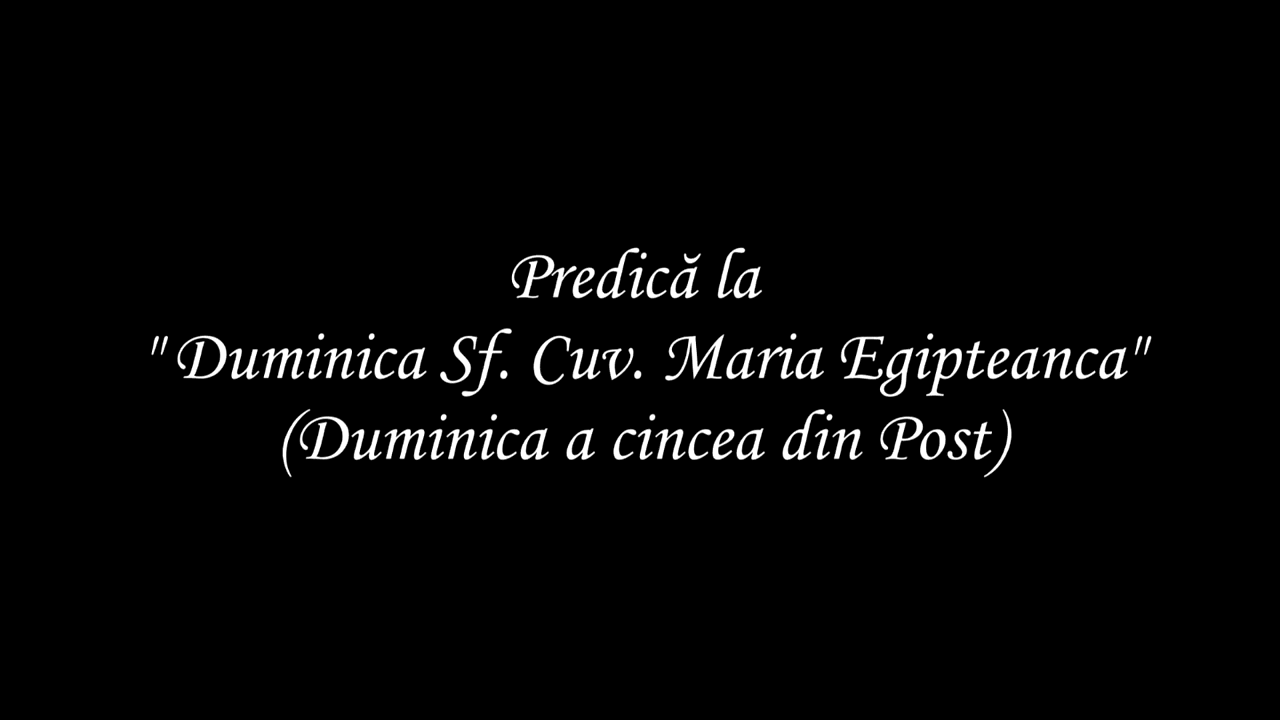 Predică la
"Duminica Sf. Cuv. Maria Egipteanca"
(Duminica a cincea din Post)